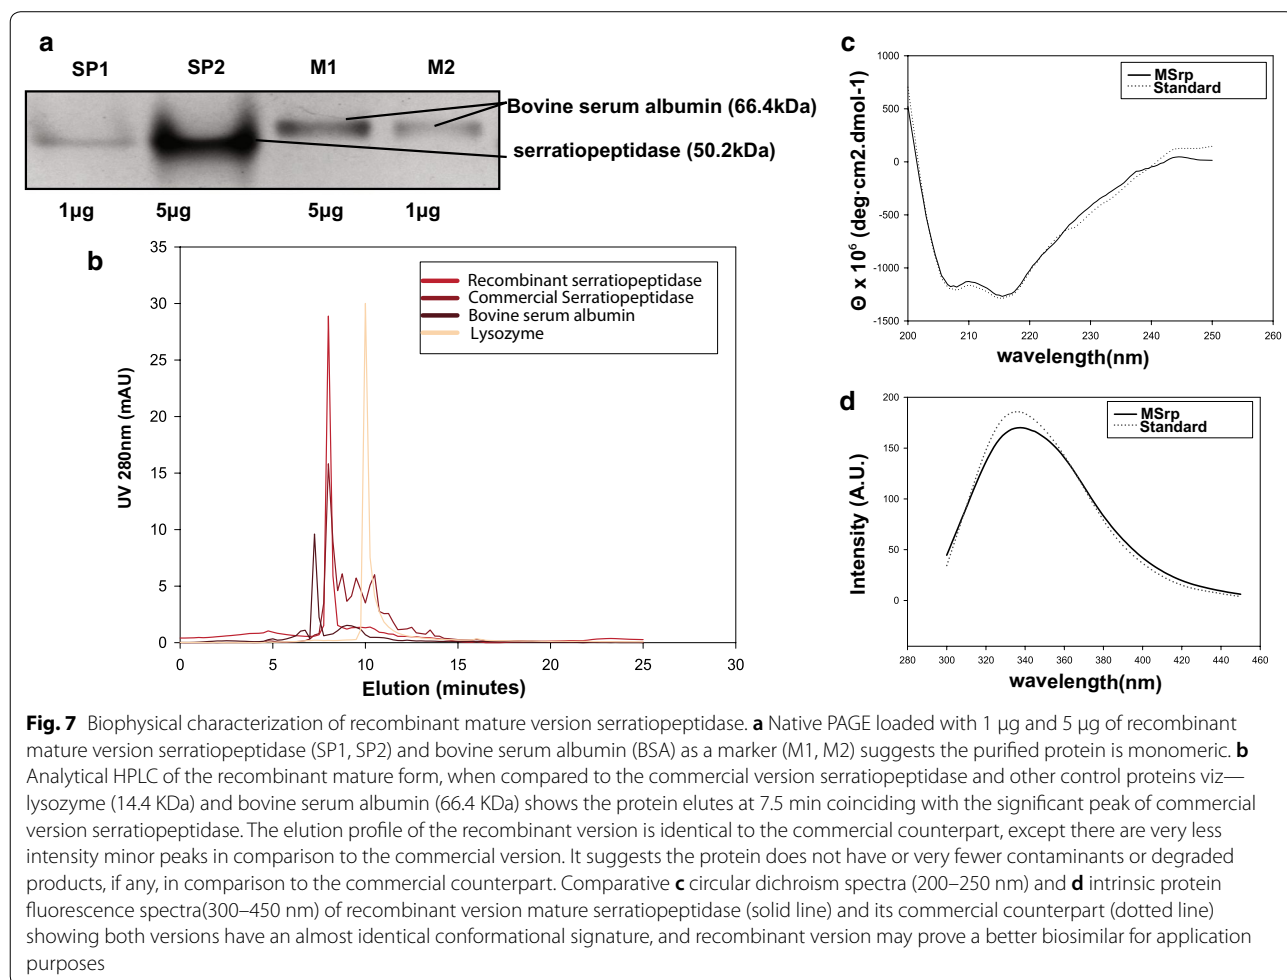 a
SP1 SP2 M1 M2
Bovine serum albumin (66.4kDa)
serratiopeptidase (50.2kDa)
1µg 5µg 5µg 1µg
b
35
30
25
20
15
10
5
0
UV 280nm (mAU)
Recombinant serratiopeptidase
Commercial Serratiopeptidase
Bovine serum albumin
Lysozyme
0 5 10 15 20 25 30
Elution (minutes)
c
1000
500
0
-500
-1000
-1500
Θ x 10⁶ (deg·cm2.dmol-1)
MSrp
Standard
200 210 220 230 240 250 260
wavelength(nm)
d
200
150
100
50
0
Intensity (A.U.)
MSrp
Standard
280 300 320 340 360 380 400 420 440 460
wavelength(nm)
Fig. 7 Biophysical characterization of recombinant mature version serratiopeptidase. a Native PAGE loaded with 1 µg and 5 µg of recombinant
mature version serratiopeptidase (SP1, SP2) and bovine serum albumin (BSA) as a marker (M1, M2) suggests the purified protein is monomeric. b
Analytical HPLC of the recombinant mature form, when compared to the commercial version serratiopeptidase and other control proteins viz—
lysozyme (14.4 KDa) and bovine serum albumin (66.4 KDa) shows the protein elutes at 7.5 min coinciding with the significant peak of commercial
version serratiopeptidase. The elution profile of the recombinant version is identical to the commercial counterpart, except there are very less
intensity minor peaks in comparison to the commercial version. It suggests the protein does not have or very fewer contaminants or degraded
products, if any, in comparison to the commercial counterpart. Comparative c circular dichroism spectra (200–250 nm) and d intrinsic protein
fluorescence spectra(300–450 nm) of recombinant version mature serratiopeptidase (solid line) and its commercial counterpart (dotted line)
showing both versions have an almost identical conformational signature, and recombinant version may prove a better biosimilar for application
purposes